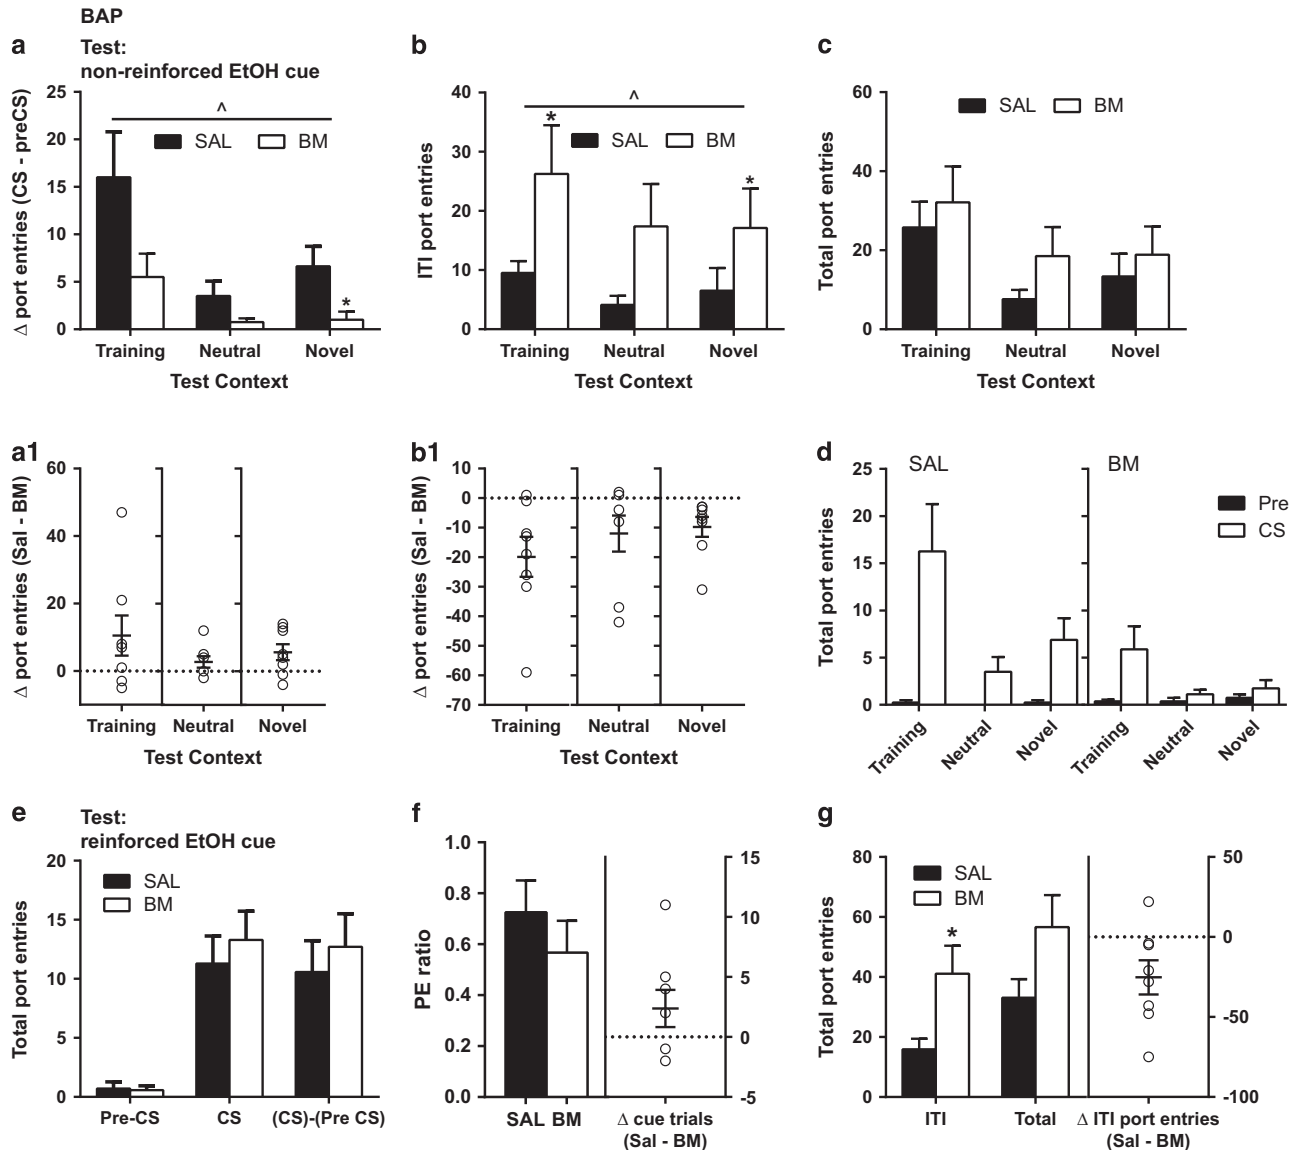 BAP
a
Test:
non-reinforced EtOH cue
Δ port entries (CS - preCS)
25
20
15
10
5
0
^
SAL
BM
*
Training
Neutral
Novel
Test Context
b
ITI port entries
40
30
20
10
0
^
*
SAL
BM
*
Training
Neutral
Novel
Test Context
c
Total port entries
60
40
20
0
SAL
BM
Training
Neutral
Novel
Test Context
a1
Δ port entries (Sal - BM)
60
40
20
0
Training
Neutral
Novel
Test Context
b1
Δ port entries (Sal - BM)
10
0
-10
-20
-30
-40
-50
-60
-70
Training
Neutral
Novel
Test Context
d
Total port entries
25
20
15
10
5
0
SAL
BM
Pre
CS
Training
Neutral
Novel
Training
Neutral
Novel
e
Test:
reinforced EtOH cue
Total port entries
20
15
10
5
0
SAL
BM
Pre-CS
CS
(CS)-(Pre CS)
f
PE ratio
1.0
0.8
0.6
0.4
0.2
0.0
15
10
5
0
-5
SAL BM
Δ cue trials
(Sal - BM)
g
Total port entries
80
60
40
20
0
SAL
BM
*
50
0
-50
-100
ITI
Total
Δ ITI port entries
(Sal - BM)